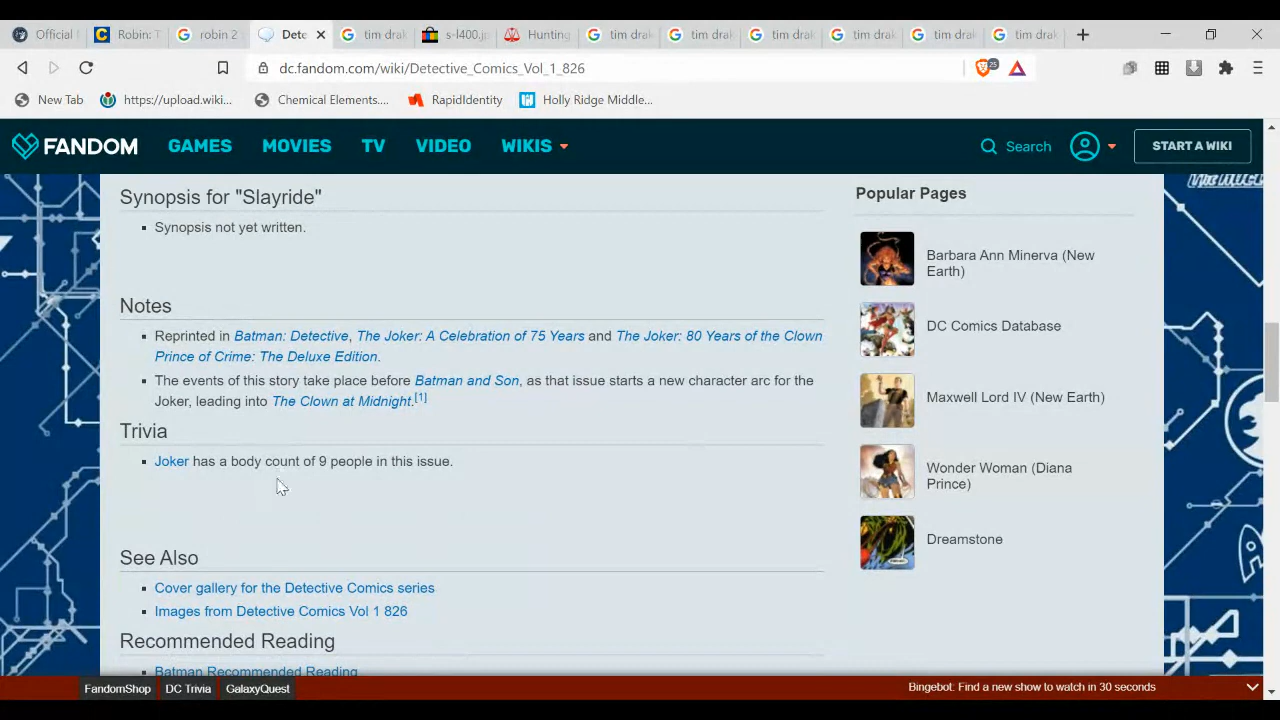 Official
Robin: T
robin 2
Dete
tim drak
s-l400.jp
Hunting
tim drak
tim drak
tim drak
tim drak
tim drak
tim drak
dc.fandom.com/wiki/Detective_Comics_Vol_1_826
25
New Tab
https://upload.wiki...
Chemical Elements....
RapidIdentity
Holly Ridge Middle...
FANDOM
GAMES
MOVIES
TV
VIDEO
WIKIS
Search
START A WIKI
Synopsis for "Slayride"
Synopsis not yet written.
Notes
Reprinted in Batman: Detective, The Joker: A Celebration of 75 Years and The Joker: 80 Years of the Clown
Prince of Crime: The Deluxe Edition.
The events of this story take place before Batman and Son, as that issue starts a new character arc for the
Joker, leading into The Clown at Midnight.[1]
Trivia
Joker has a body count of 9 people in this issue.
See Also
Cover gallery for the Detective Comics series
Images from Detective Comics Vol 1 826
Recommended Reading
Batman Recommended Reading
Popular Pages
Barbara Ann Minerva (New
Earth)
DC Comics Database
Maxwell Lord IV (New Earth)
Wonder Woman (Diana
Prince)
Dreamstone
FandomShop
DC Trivia
GalaxyQuest
Bingebot: Find a new show to watch in 30 seconds